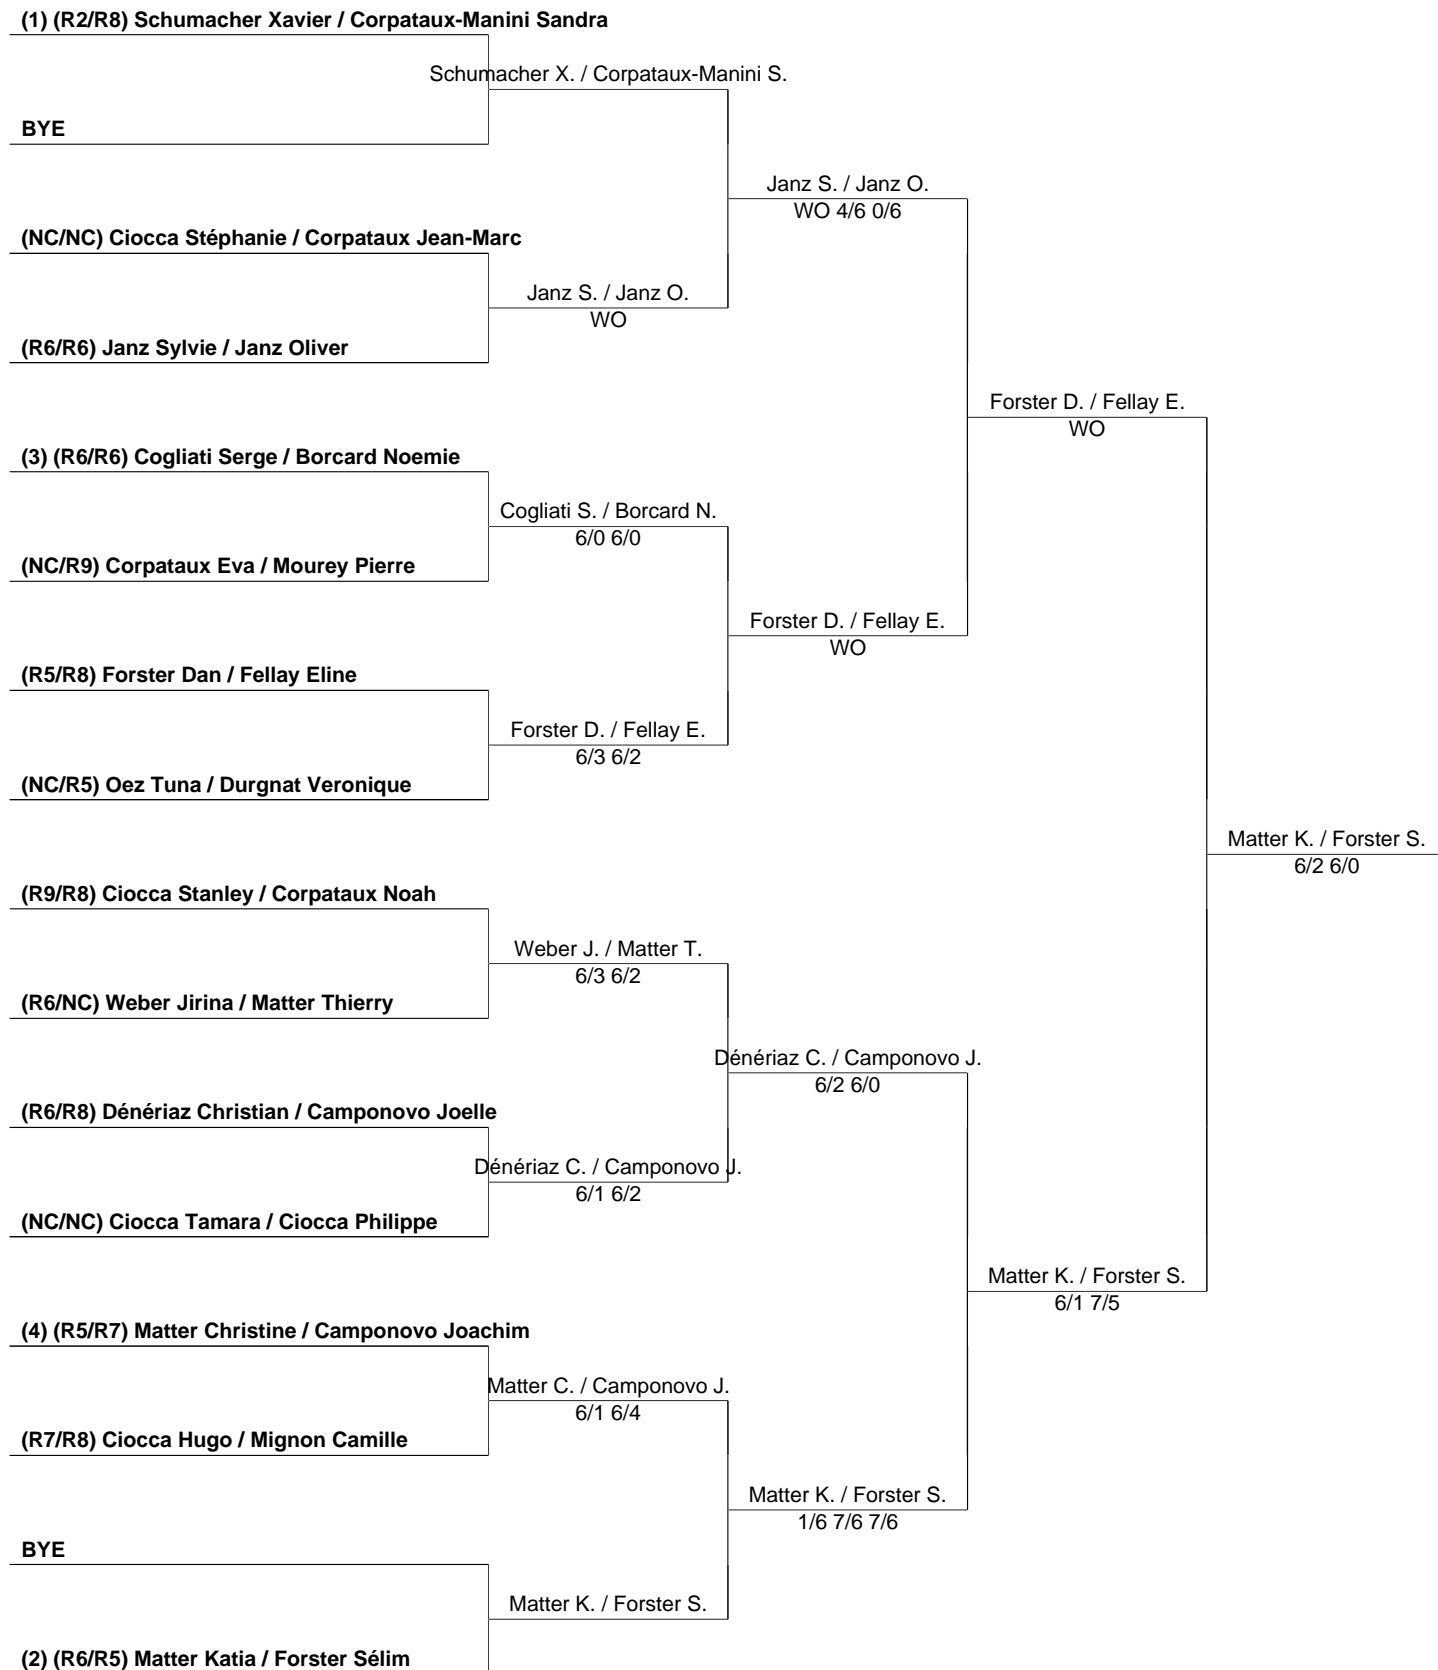 (1) (R2/R8) Schumacher Xavier / Corpataux-Manini Sandra
Schumacher X. / Corpataux-Manini S.
BYE
Janz S. / Janz O.
WO 4/6 0/6
(NC/NC) Ciocca Stéphanie / Corpataux Jean-Marc
Janz S. / Janz O.
WO
(R6/R6) Janz Sylvie / Janz Oliver
Forster D. / Fellay E.
WO
(3) (R6/R6) Cogliati Serge / Borcard Noemie
Cogliati S. / Borcard N.
6/0 6/0
(NC/R9) Corpataux Eva / Mourey Pierre
Forster D. / Fellay E.
WO
(R5/R8) Forster Dan / Fellay Eline
Forster D. / Fellay E.
6/3 6/2
(NC/R5) Oez Tuna / Durgnat Veronique
Matter K. / Forster S.
6/2 6/0
(R9/R8) Ciocca Stanley / Corpataux Noah
Weber J. / Matter T.
6/3 6/2
(R6/NC) Weber Jirina / Matter Thierry
Dénériaz C. / Camponovo J.
6/2 6/0
(R6/R8) Dénériaz Christian / Camponovo Joelle
Dénériaz C. / Camponovo J.
6/1 6/2
(NC/NC) Ciocca Tamara / Ciocca Philippe
Matter K. / Forster S.
6/1 7/5
(4) (R5/R7) Matter Christine / Camponovo Joachim
Matter C. / Camponovo J.
6/1 6/4
(R7/R8) Ciocca Hugo / Mignon Camille
Matter K. / Forster S.
1/6 7/6 7/6
BYE
Matter K. / Forster S.
(2) (R6/R5) Matter Katia / Forster Sélim